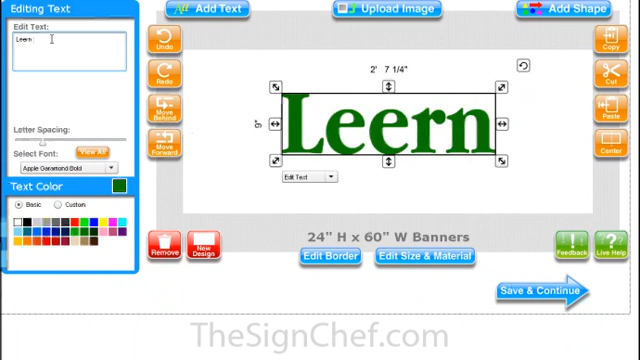 Editing Text
Edit Text:
Leern
Letter Spacing:
Select Font:
View All
Apple Garamond-Bold
Text Color
Basic
Custom
Add Text
Upload Image
Add Shape
Undo
Redo
Move Behind
Move Forward
2' 7 1/4"
9"
Leern
Edit Text
Copy
Cut
Paste
Center
Remove
New Design
24" H x 60" W Banners
Edit Border
Edit Size & Material
Feedback
Live Help
Save & Continue
TheSignChef.com